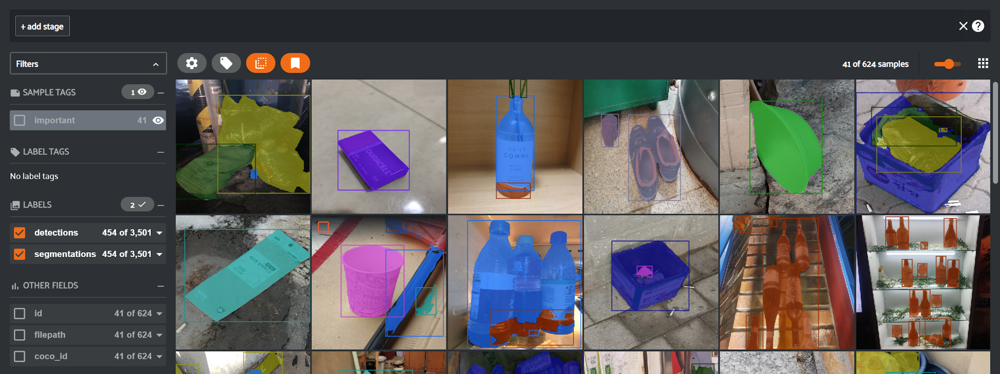 + add stage
?
Filters
41 of 624 samples
SAMPLE TAGS
1
important 41
LABEL TAGS
No label tags
LABELS
2
detections 454 of 3,501
segmentations 454 of 3,501
OTHER FIELDS
id 41 of 624
filepath 41 of 624
coco_id 41 of 624
DURACELL
DAILY
COMMA
DemiSoda